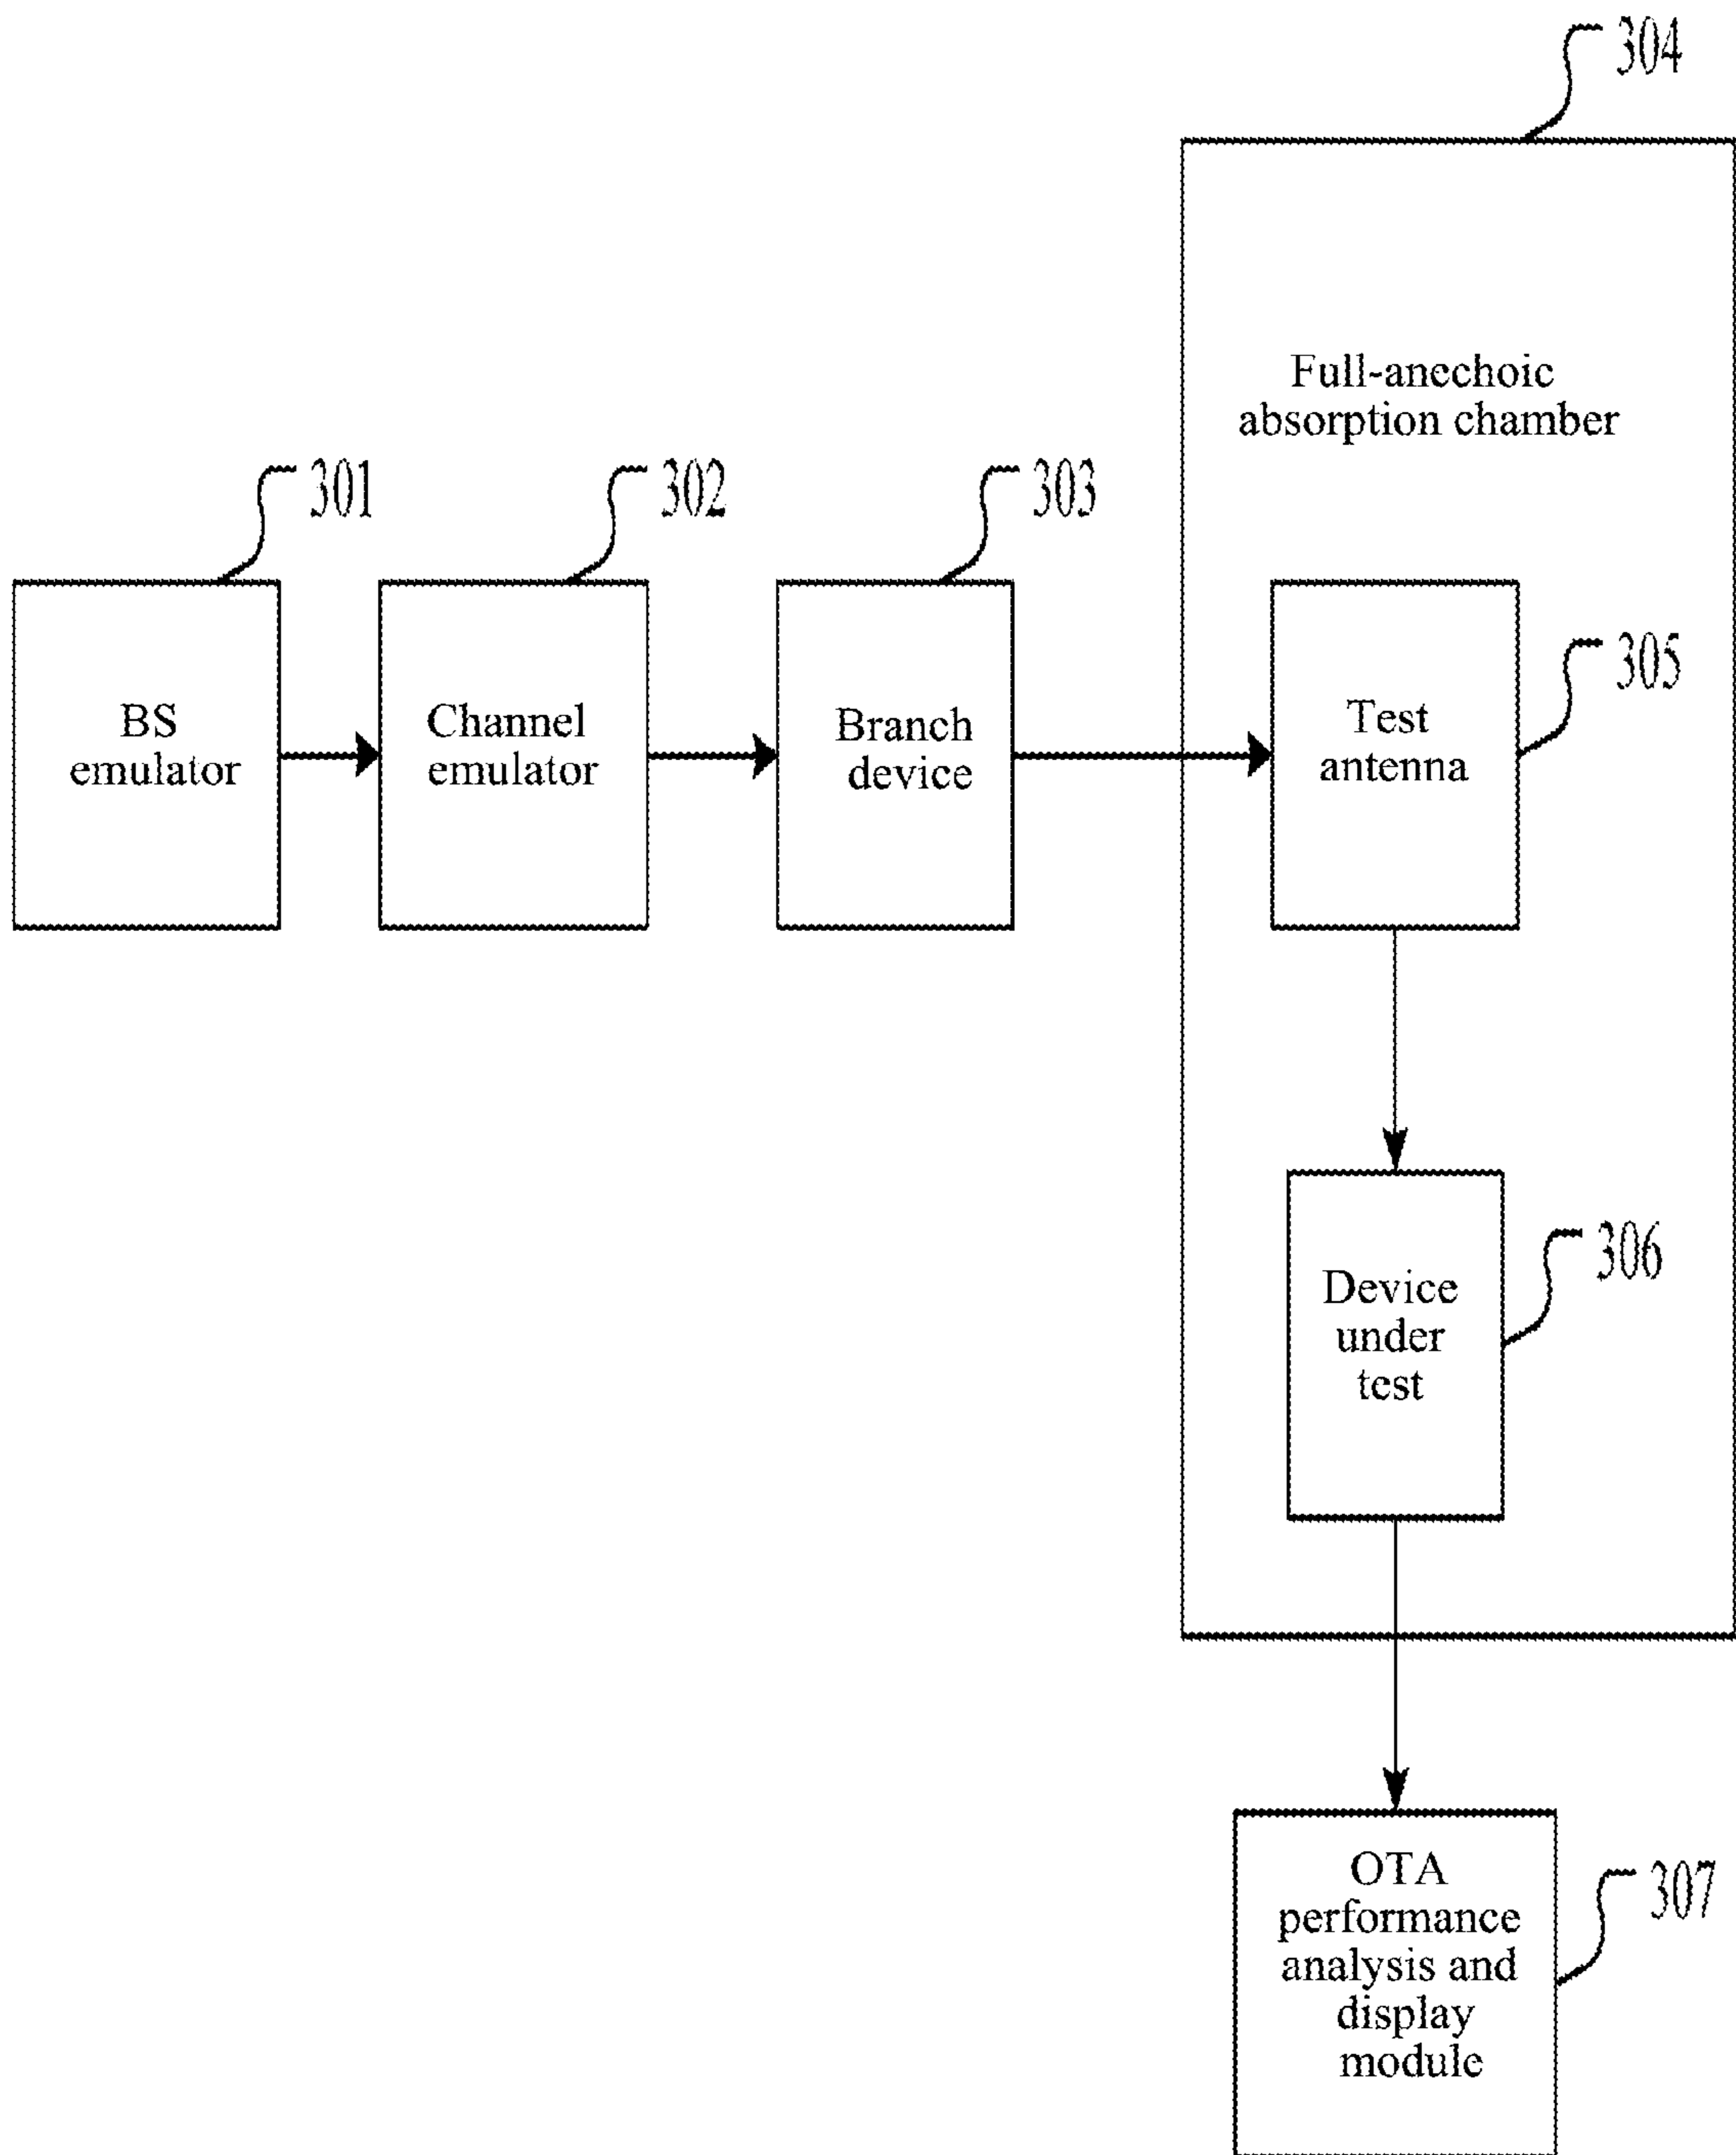 304
Full-anechoic
absorption chamber
301
302
303
BS
emulator
Channel
emulator
Branch
device
Test
antenna
305
Device
under
test
306
OTA
performance
analysis and
display
module
307